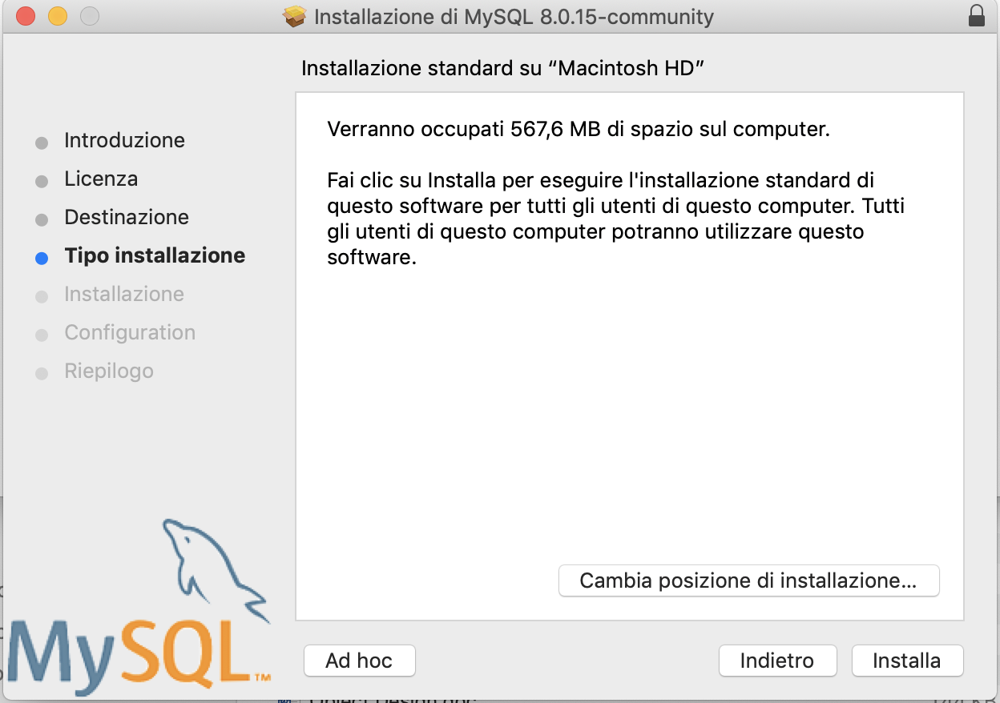 Installazione di MySQL 8.0.15-community
Installazione standard su “Macintosh HD”
Introduzione
Licenza
Destinazione
Tipo installazione
Installazione
Configuration
Riepilogo
Verranno occupati 567,6 MB di spazio sul computer.
Fai clic su Installa per eseguire l'installazione standard di
questo software per tutti gli utenti di questo computer. Tutti
gli utenti di questo computer potranno utilizzare questo
software.
Cambia posizione di installazione...
MySQL™
Ad hoc
Indietro
Installa